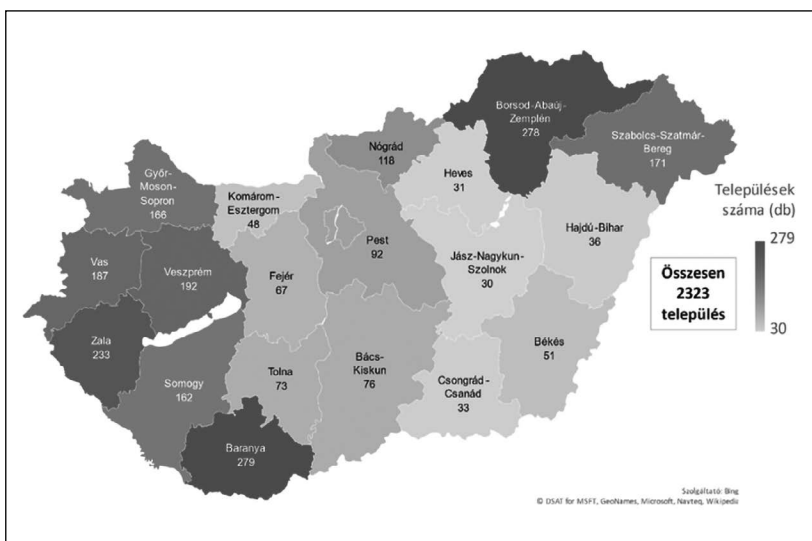 Borsod-Abaúj-
Zemplén
278
Szabolcs-Szatmár-
Bereg
171
Nógrád
118
Heves
31
Győr-
Moson-
Sopron
166
Komárom-
Esztergom
48
Hajdú-Bihar
36
Pest
92
Jász-Nagykun-
Szolnok
30
Vas
187
Veszprém
192
Fejér
67
Zala
233
Somogy
162
Tolna
73
Bács-
Kiskun
76
Békés
51
Csongrád-
Csanád
33
Baranya
279
Települések
száma (db)
279
30
Összesen
2323
település
Szolgáltató: Bing
© DSAT for MSFT, GeoNames, Microsoft, Navteq, Wikipedia